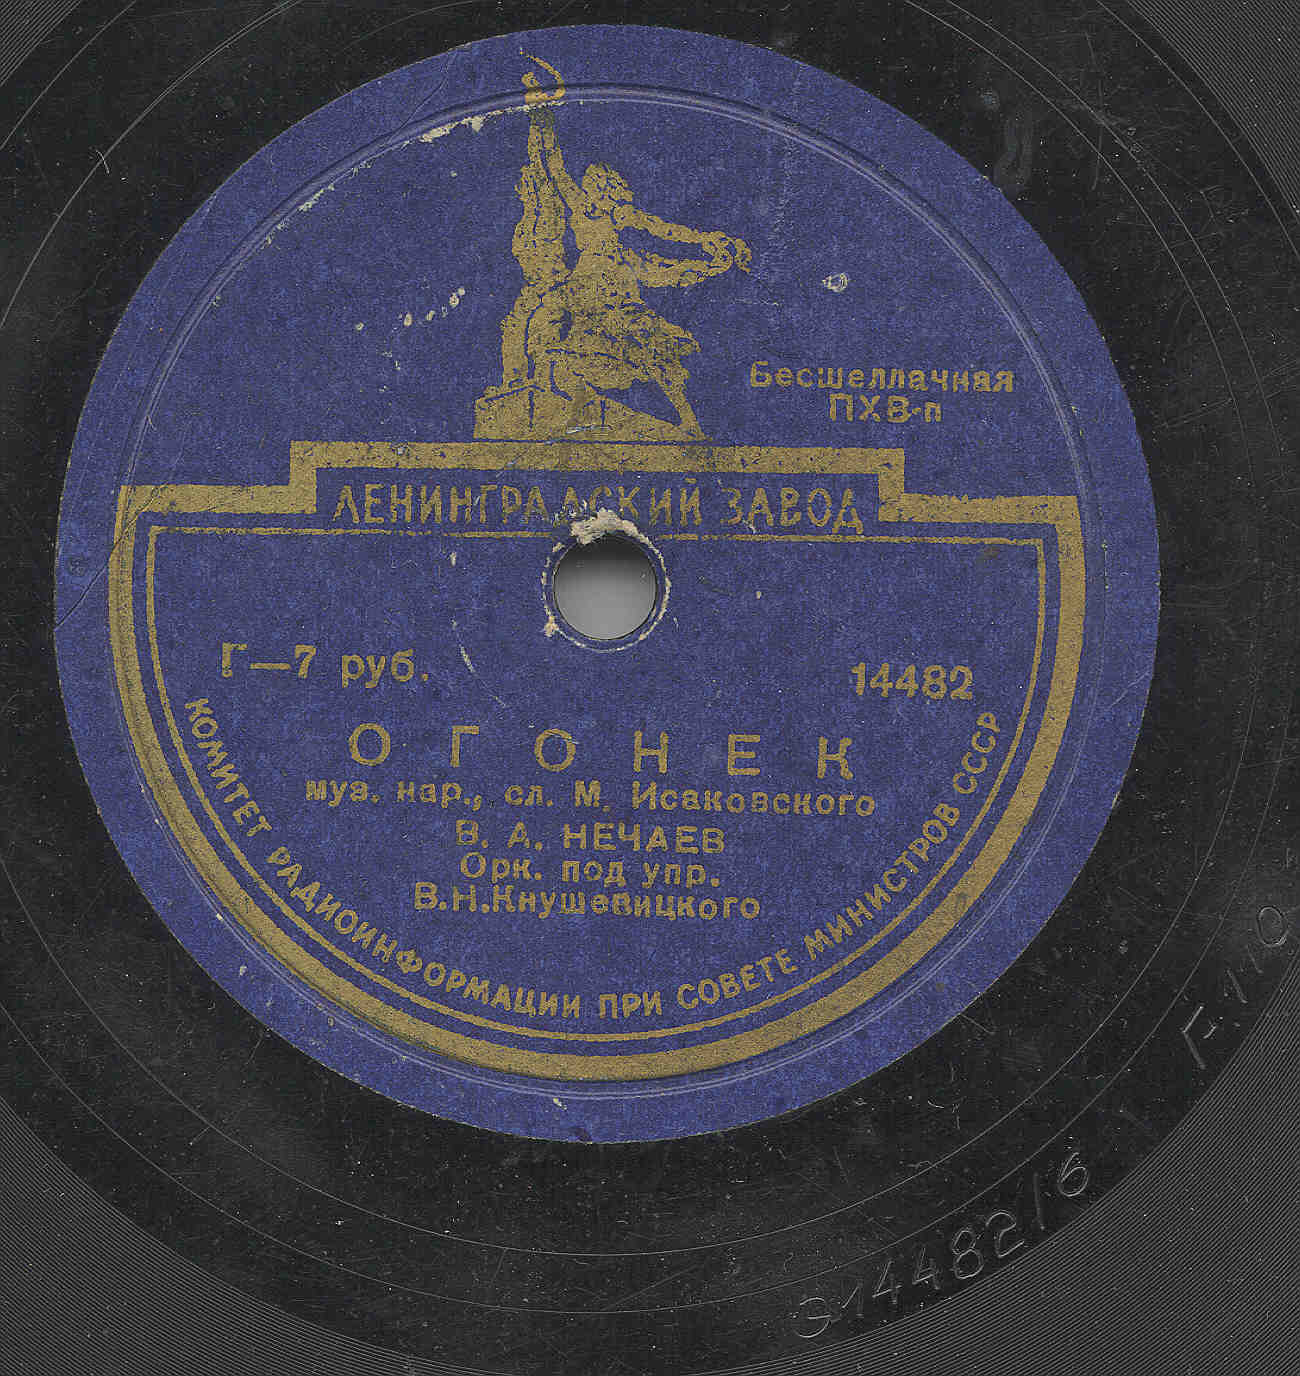 Бесшеллачная
ПХВ-п
ЛЕНИНГРАДСКИЙ ЗАВОД
Г—7 руб.
14482
ОГОНЕК
муз. нар., сл. М. Исаковского
В. А. НЕЧАЕВ
Орк. под упр.
В.Н.Кнушевицкого
КОМИТЕТ РАДИОИНФОРМАЦИИ ПРИ СОВЕТЕ МИНИСТРОВ СССР
14482/6